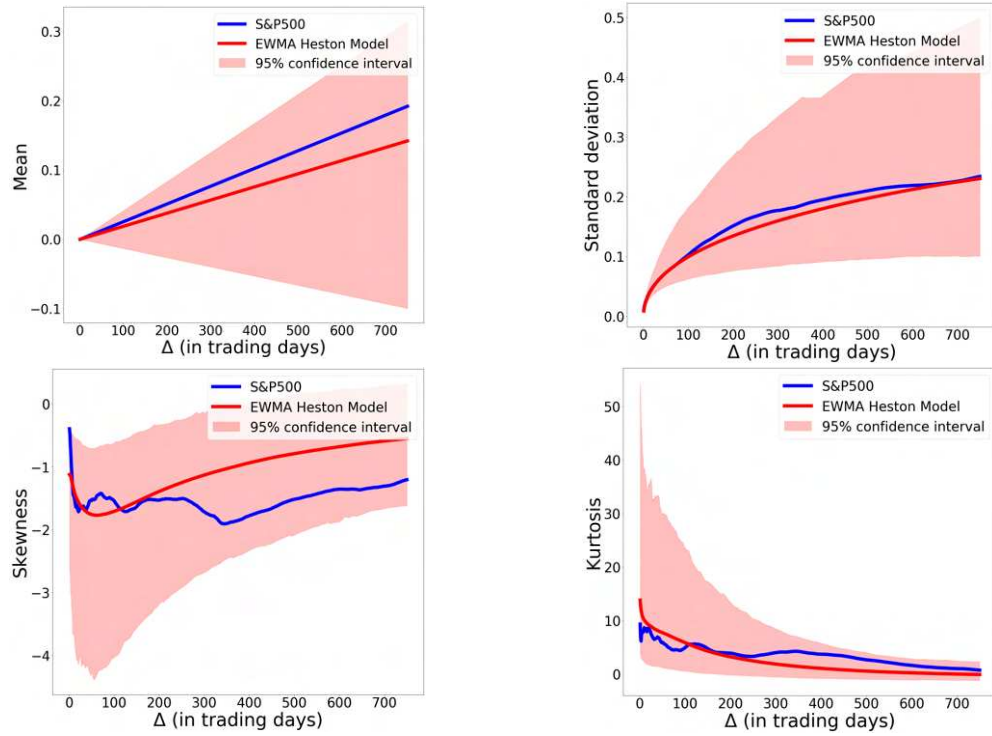 S&P500
EWMA Heston Model
95% confidence interval
Mean
0.3
0.2
0.1
0.0
−0.1
0 100 200 300 400 500 600 700
Δ (in trading days)
S&P500
EWMA Heston Model
95% confidence interval
Standard deviation
0.5
0.4
0.3
0.2
0.1
0.0
0 100 200 300 400 500 600 700
Δ (in trading days)
S&P500
EWMA Heston Model
95% confidence interval
Skewness
0
−1
−2
−3
−4
0 100 200 300 400 500 600 700
Δ (in trading days)
S&P500
EWMA Heston Model
95% confidence interval
Kurtosis
50
40
30
20
10
0
0 100 200 300 400 500 600 700
Δ (in trading days)